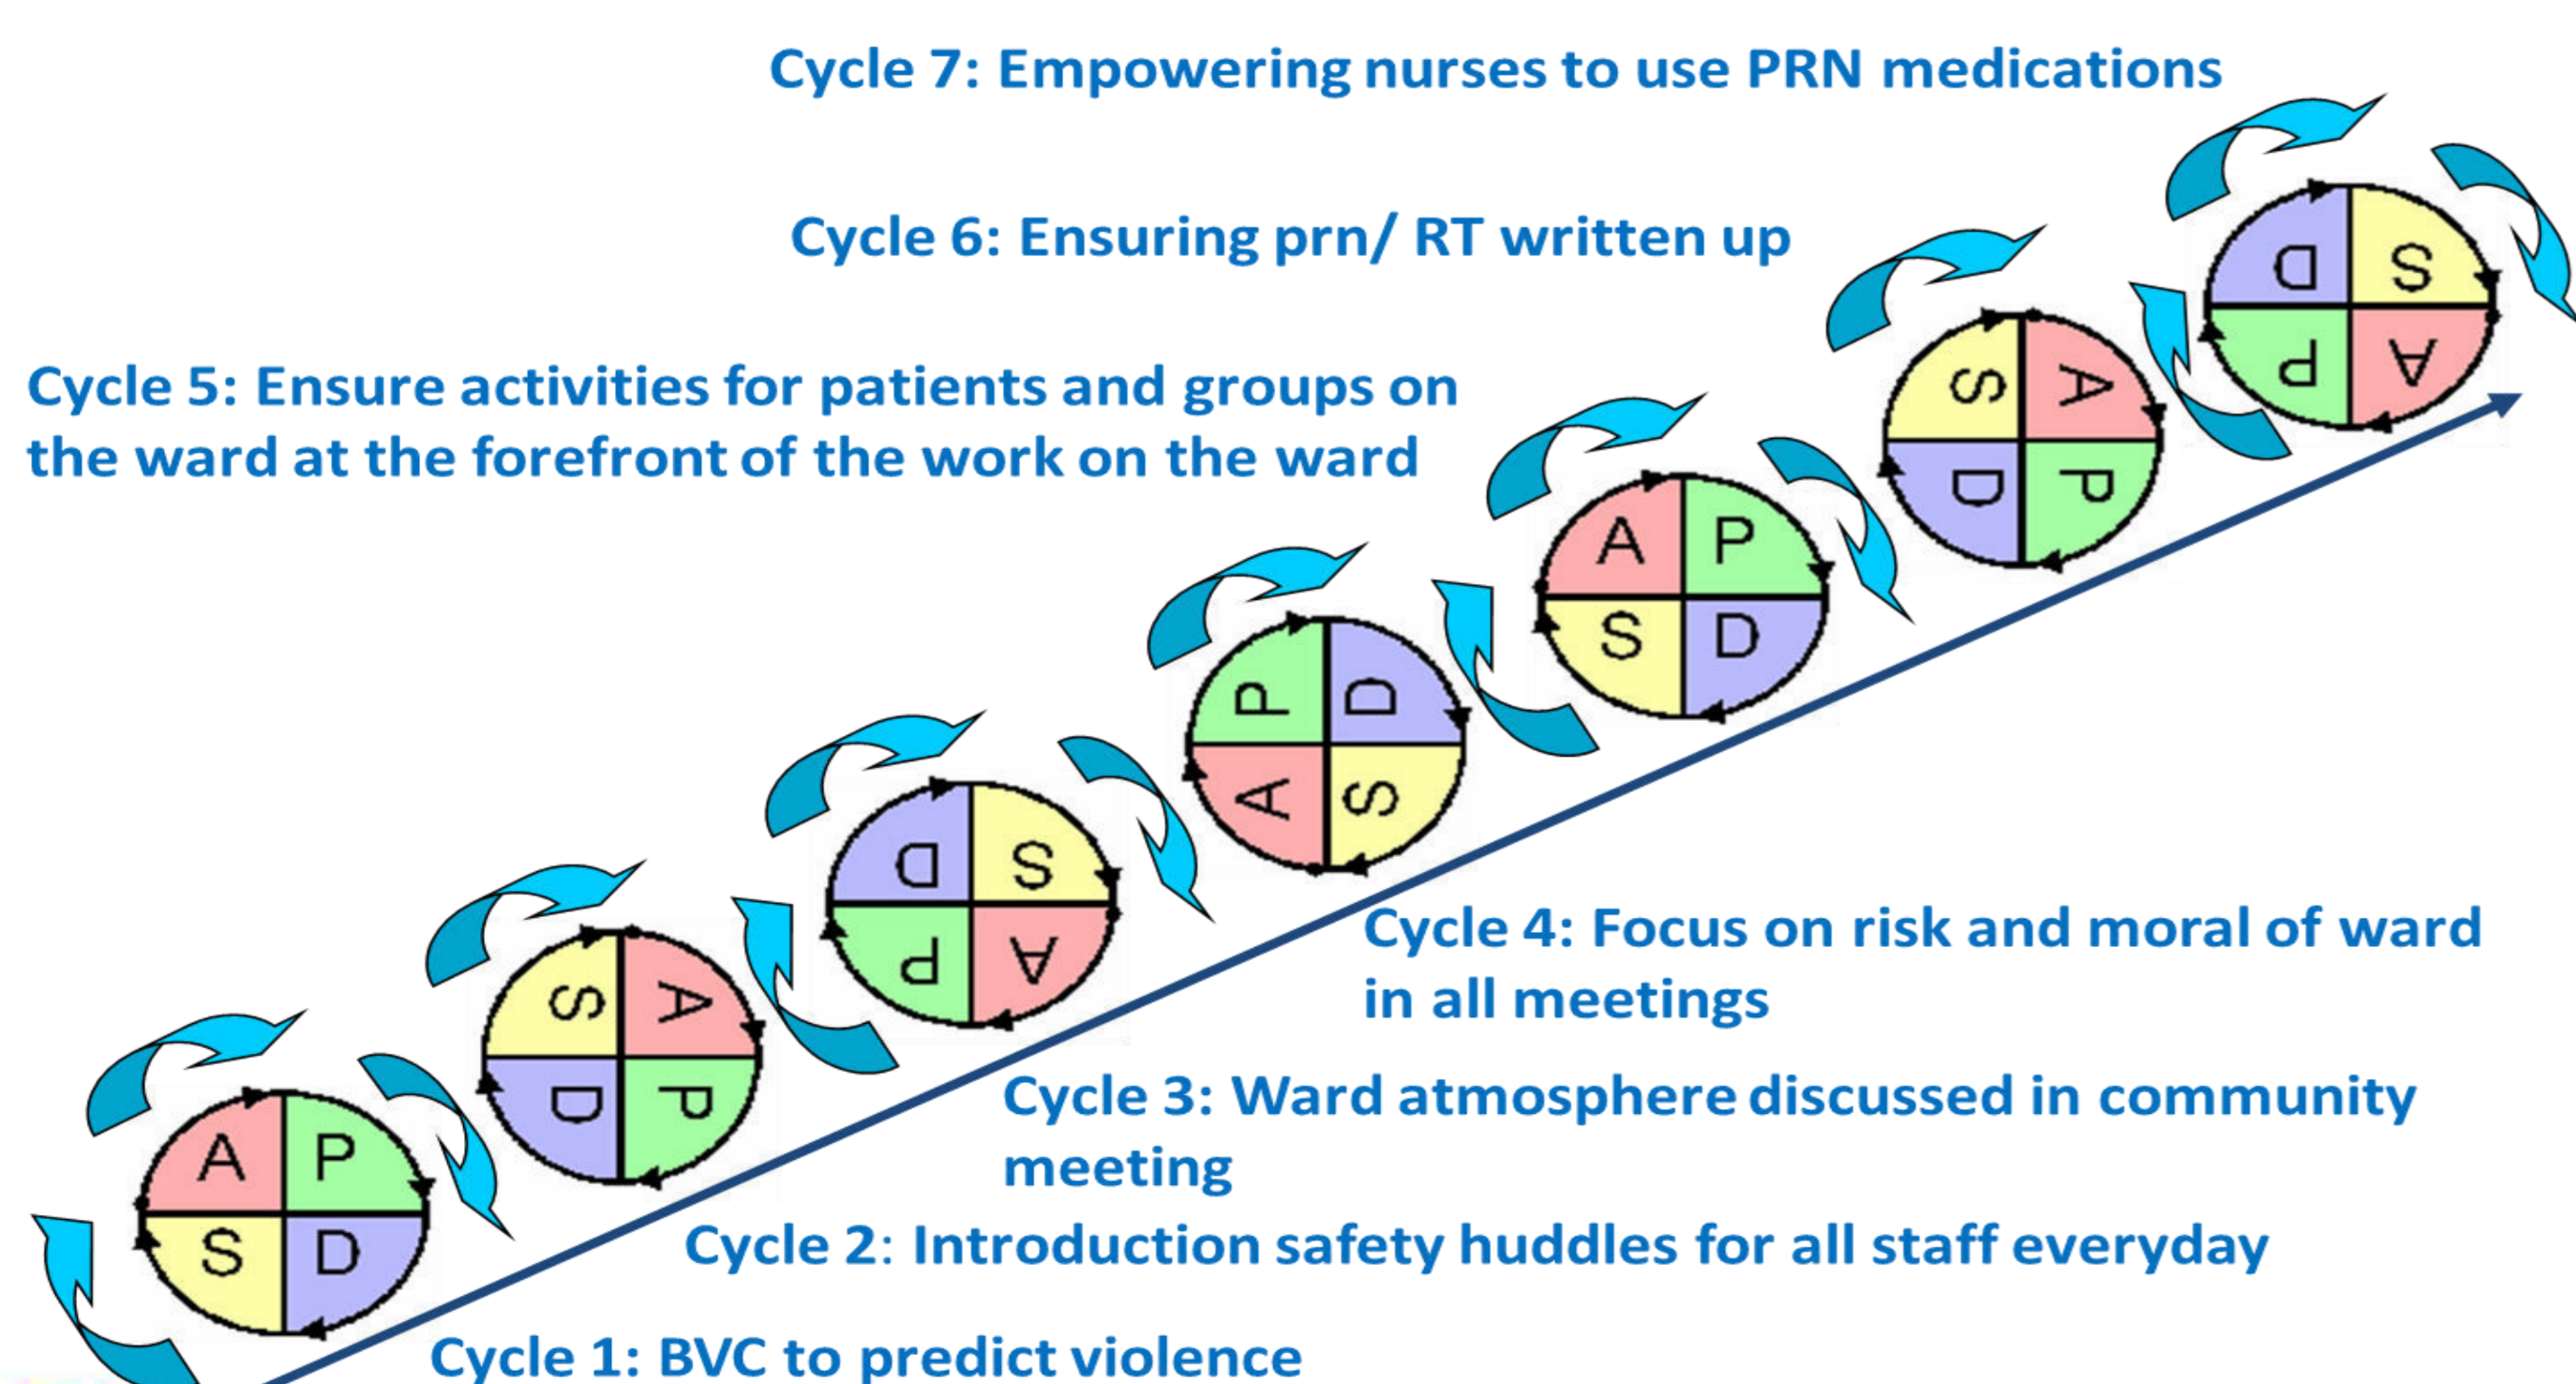 Cycle 7: Empowering nurses to use PRN medications
Cycle 6: Ensuring prn/ RT written up
Cycle 5: Ensure activities for patients and groups on
the ward at the forefront of the work on the ward
D S
P A
S A
D P
A P
S D
P D
A S
D S
P A
S A
D P
A P
S D
Cycle 4: Focus on risk and moral of ward
in all meetings
Cycle 3: Ward atmosphere discussed in community
meeting
Cycle 2: Introduction safety huddles for all staff everyday
Cycle 1: BVC to predict violence